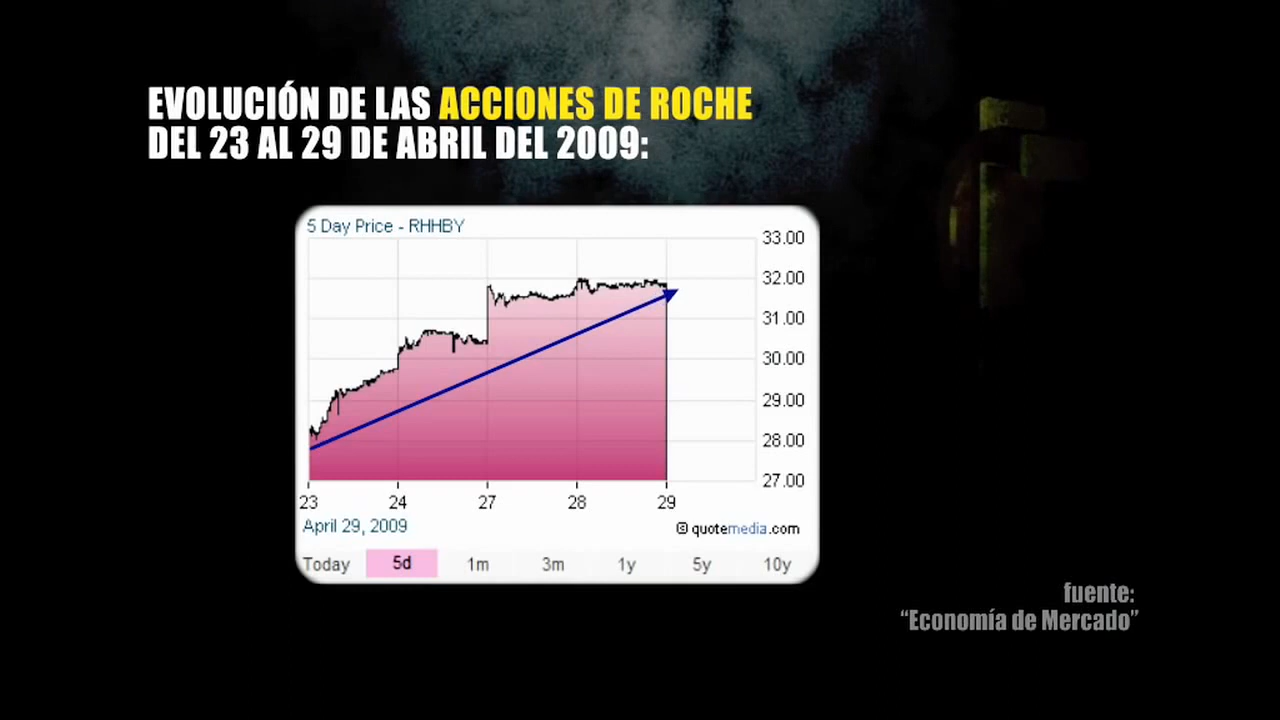 EVOLUCIÓN DE LAS ACCIONES DE ROCHE
DEL 23 AL 29 DE ABRIL DEL 2009:
5 Day Price - RHHBY
33.00
32.00
31.00
30.00
29.00
28.00
27.00
23 24 27 28 29
April 29, 2009
© quotemedia.com
Today 5d 1m 3m 1y 5y 10y
fuente:
“Economía de Mercado”